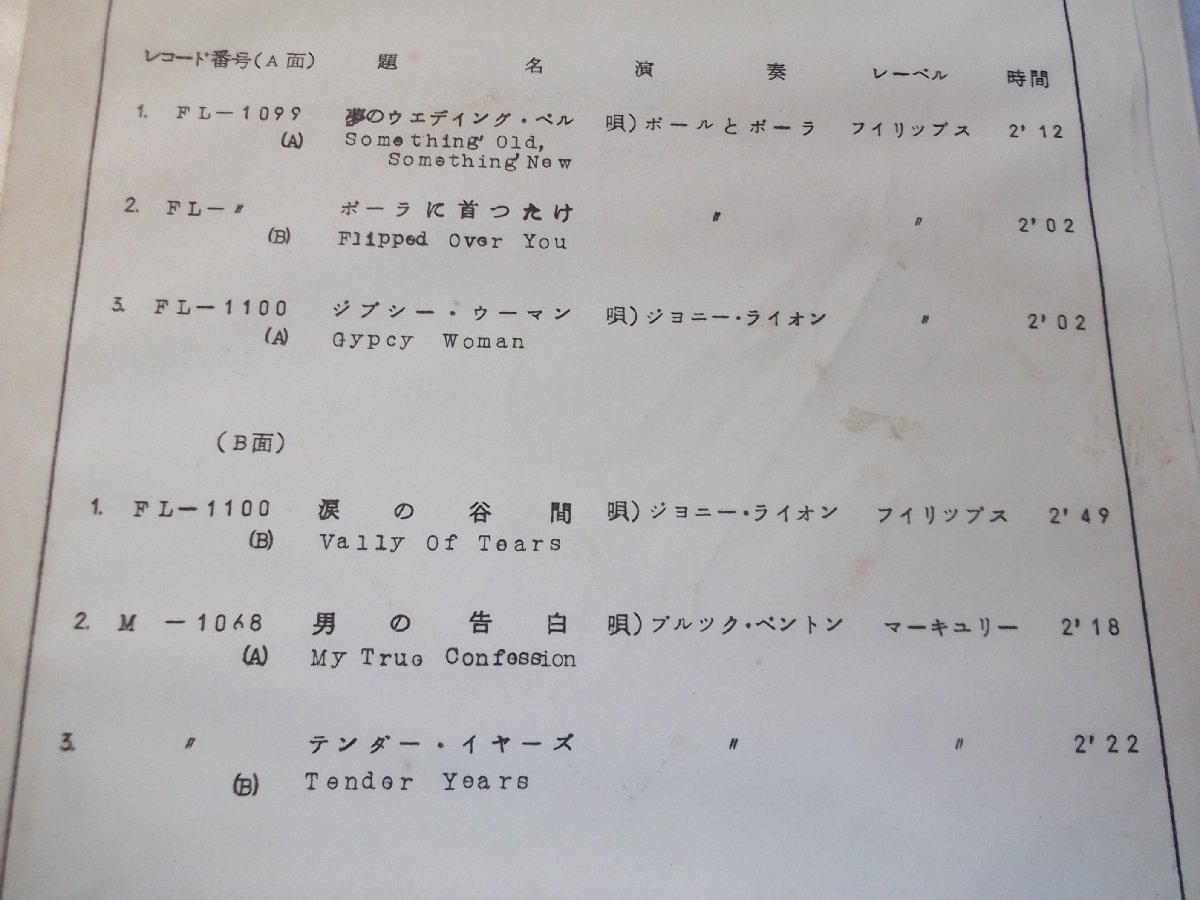 レコード番号(A面) 題名 演奏 レーベル 時間
1. FL-1099 夢のウエディング・ベル 唄)ポールとポーラ フイリップス 2'12
(A) Something Old,
Something New
2. FL-〃 ポーラに首つたけ 〃 〃 2'02
(B) Flipped Over You
3. FL-1100 ジプシー・ウーマン 唄)ジョニー・ライオン 〃 2'02
(A) Gypcy Woman
(B面)
1. FL-1100 涙の谷間 唄)ジョニー・ライオン フイリップス 2'49
(B) Vally Of Tears
2. M-1068 男の告白 唄)ブルック・ベントン マーキュリー 2'18
(A) My True Confession
3. 〃 テンダー・イヤーズ 〃 〃 2'22
(B) Tender Years